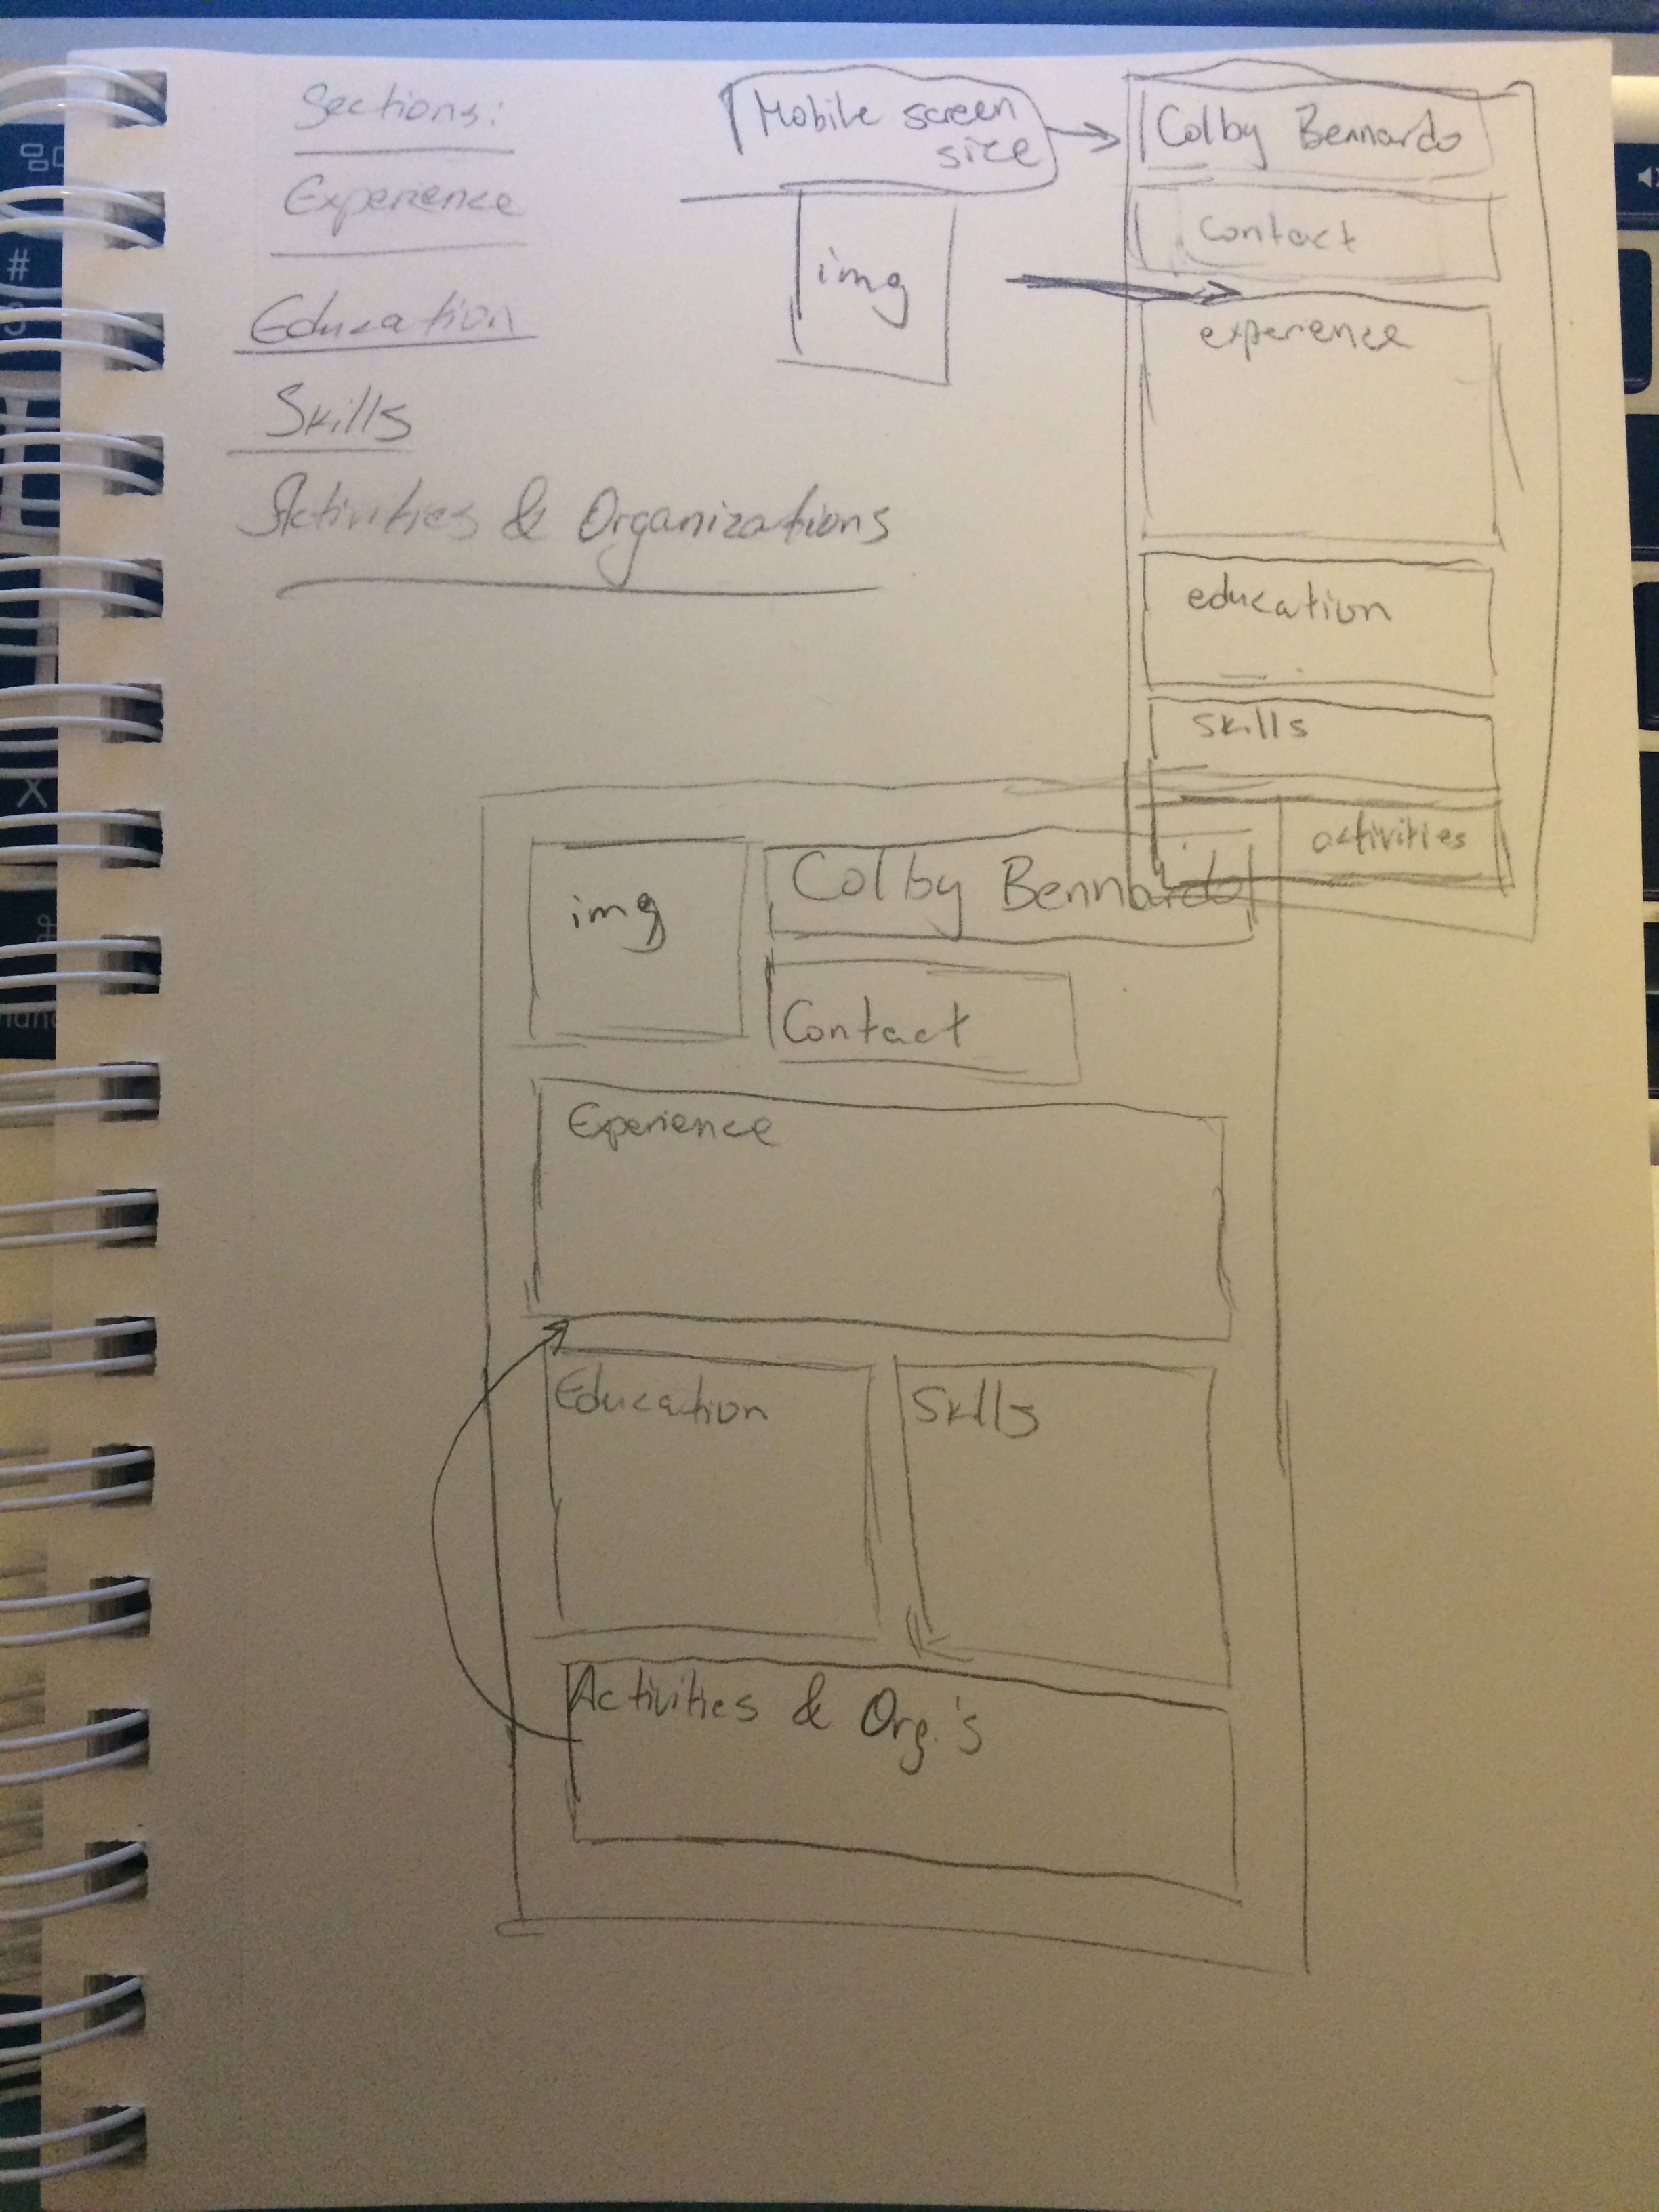 Sections:
Experience
Education
Skills
Activities & Organizations
Mobile screen
size
img
Colby Bennardo
Contact
experience
education
skills
activities
img
Colby Bennardo
Contact
Experience
Education
Skills
Activities & Org.'s
#
X